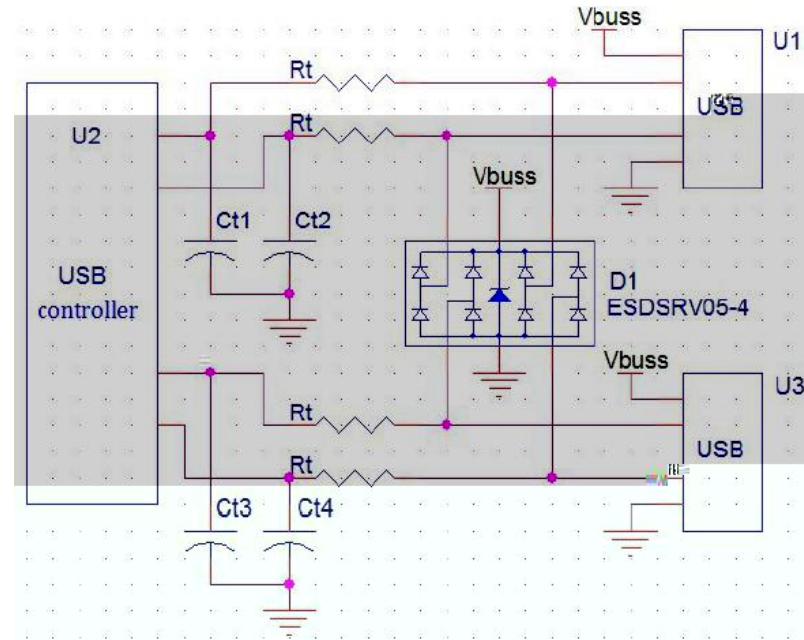 Vbuss
U1
Rt
USB
U2
Rt
Vbuss
Ct1
Ct2
USB
controller
D1
ESDSRV05-4
Vbuss
U3
Rt
USB
Rt
Ct3
Ct4